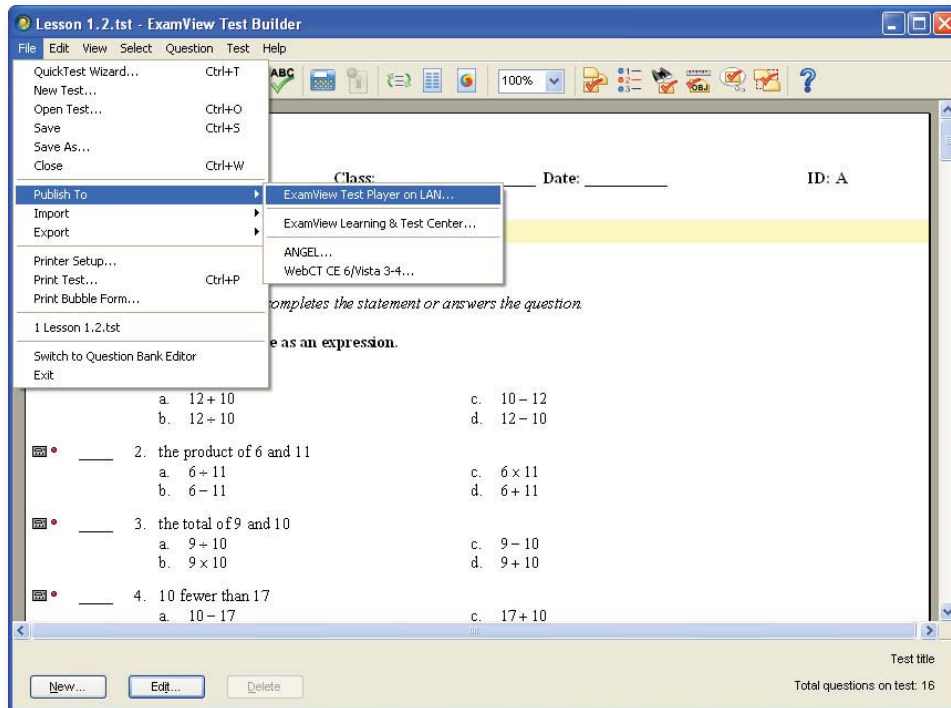 Lesson 1.2.tst - ExamView Test Builder
File Edit View Select Question Test Help
QuickTest Wizard... Ctrl+T
New Test...
Open Test... Ctrl+O
Save Ctrl+S
Save As...
Close Ctrl+W
Publish To
Import
Export
Printer Setup...
Print Test... Ctrl+P
Print Bubble Form...
1 Lesson 1.2.tst
Switch to Question Bank Editor
Exit
ExamView Test Player on LAN...
ExamView Learning & Test Center...
ANGEL...
WebCT CE 6/Vista 3-4...
ABC 100% OBJ
Class: Date: ID: A
completes the statement or answers the question.
e as an expression.
a. 12 + 10 c. 10 – 12
b. 12 ÷ 10 d. 12 – 10
2. the product of 6 and 11
a. 6 ÷ 11 c. 6 × 11
b. 6 – 11 d. 6 + 11
3. the total of 9 and 10
a. 9 ÷ 10 c. 9 – 10
b. 9 × 10 d. 9 + 10
4. 10 fewer than 17
a. 10 – 17 c. 17 + 10
Test title
New... Edit... Delete Total questions on test: 16